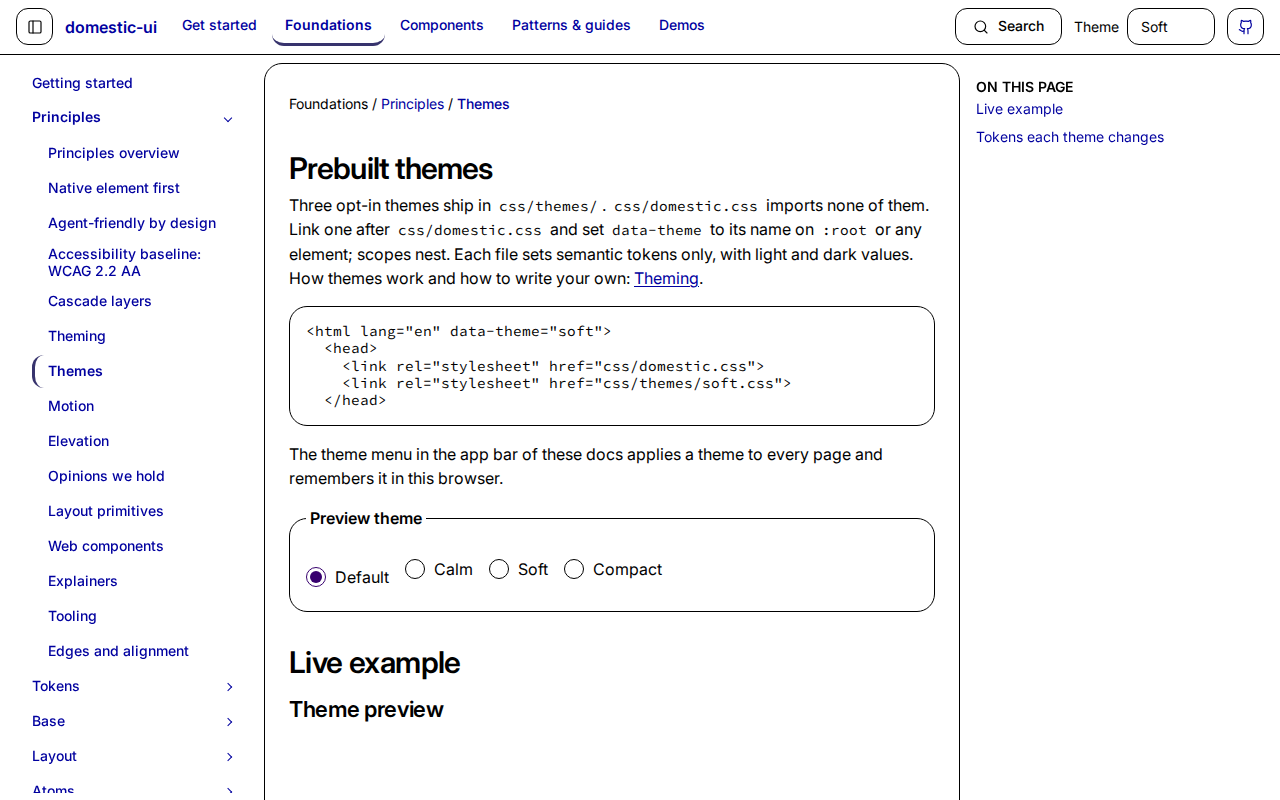 domestic-ui
Get started
Foundations
Components
Patterns & guides
Demos
Search
Theme
Soft
Getting started
Principles
Principles overview
Native element first
Agent-friendly by design
Accessibility baseline:
WCAG 2.2 AA
Cascade layers
Theming
Themes
Motion
Elevation
Opinions we hold
Layout primitives
Web components
Explainers
Tooling
Edges and alignment
Tokens
Base
Layout
Atoms
Foundations / Principles / Themes
Prebuilt themes
Three opt-in themes ship in css/themes/. css/domestic.css imports none of them.
Link one after css/domestic.css and set data-theme to its name on :root or any
element; scopes nest. Each file sets semantic tokens only, with light and dark values.
How themes work and how to write your own: Theming.
<html lang="en" data-theme="soft">
  <head>
    <link rel="stylesheet" href="css/domestic.css">
    <link rel="stylesheet" href="css/themes/soft.css">
  </head>
The theme menu in the app bar of these docs applies a theme to every page and
remembers it in this browser.
Preview theme
Default
Calm
Soft
Compact
Live example
Theme preview
ON THIS PAGE
Live example
Tokens each theme changes